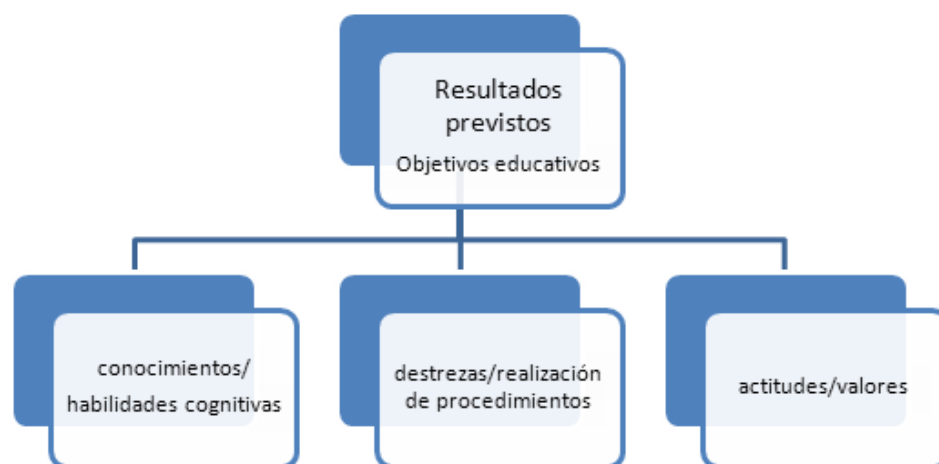 Resultados
previstos
Objetivos educativos
conocimientos/
habilidades cognitivas
destrezas/realización
de procedimientos
actitudes/valores